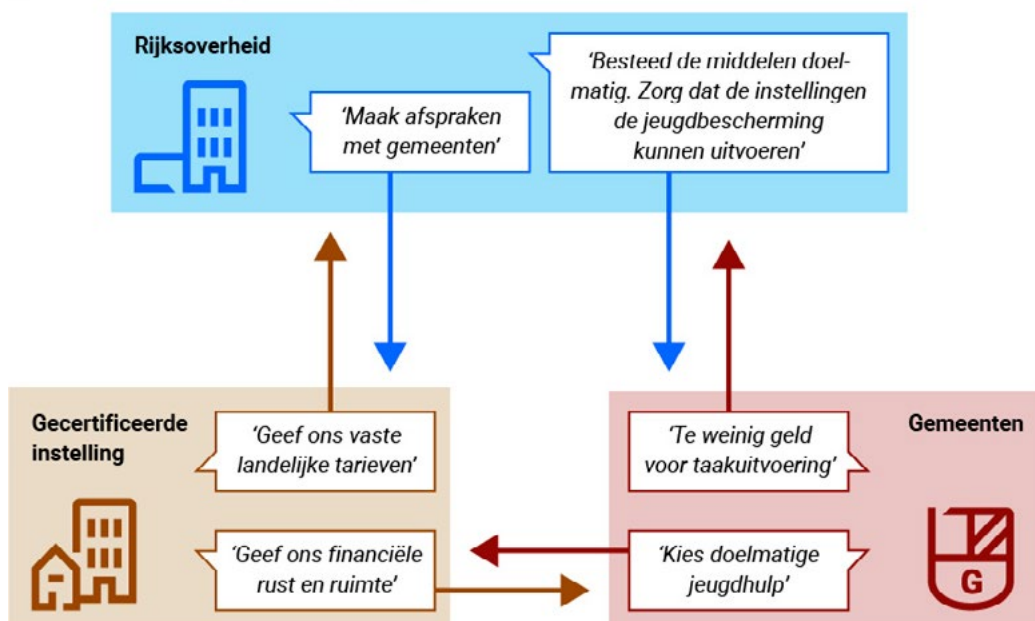 Rijksoverheid
‘Maak afspraken
met gemeenten’
‘Besteed de middelen doel-
matig. Zorg dat de instellingen
de jeugdbescherming
kunnen uitvoeren’
Gecertificeerde
instelling
‘Geef ons vaste
landelijke tarieven’
‘Geef ons financiële
rust en ruimte’
Gemeenten
‘Te weinig geld
voor taakuitvoering’
‘Kies doelmatige
jeugdhulp’
G